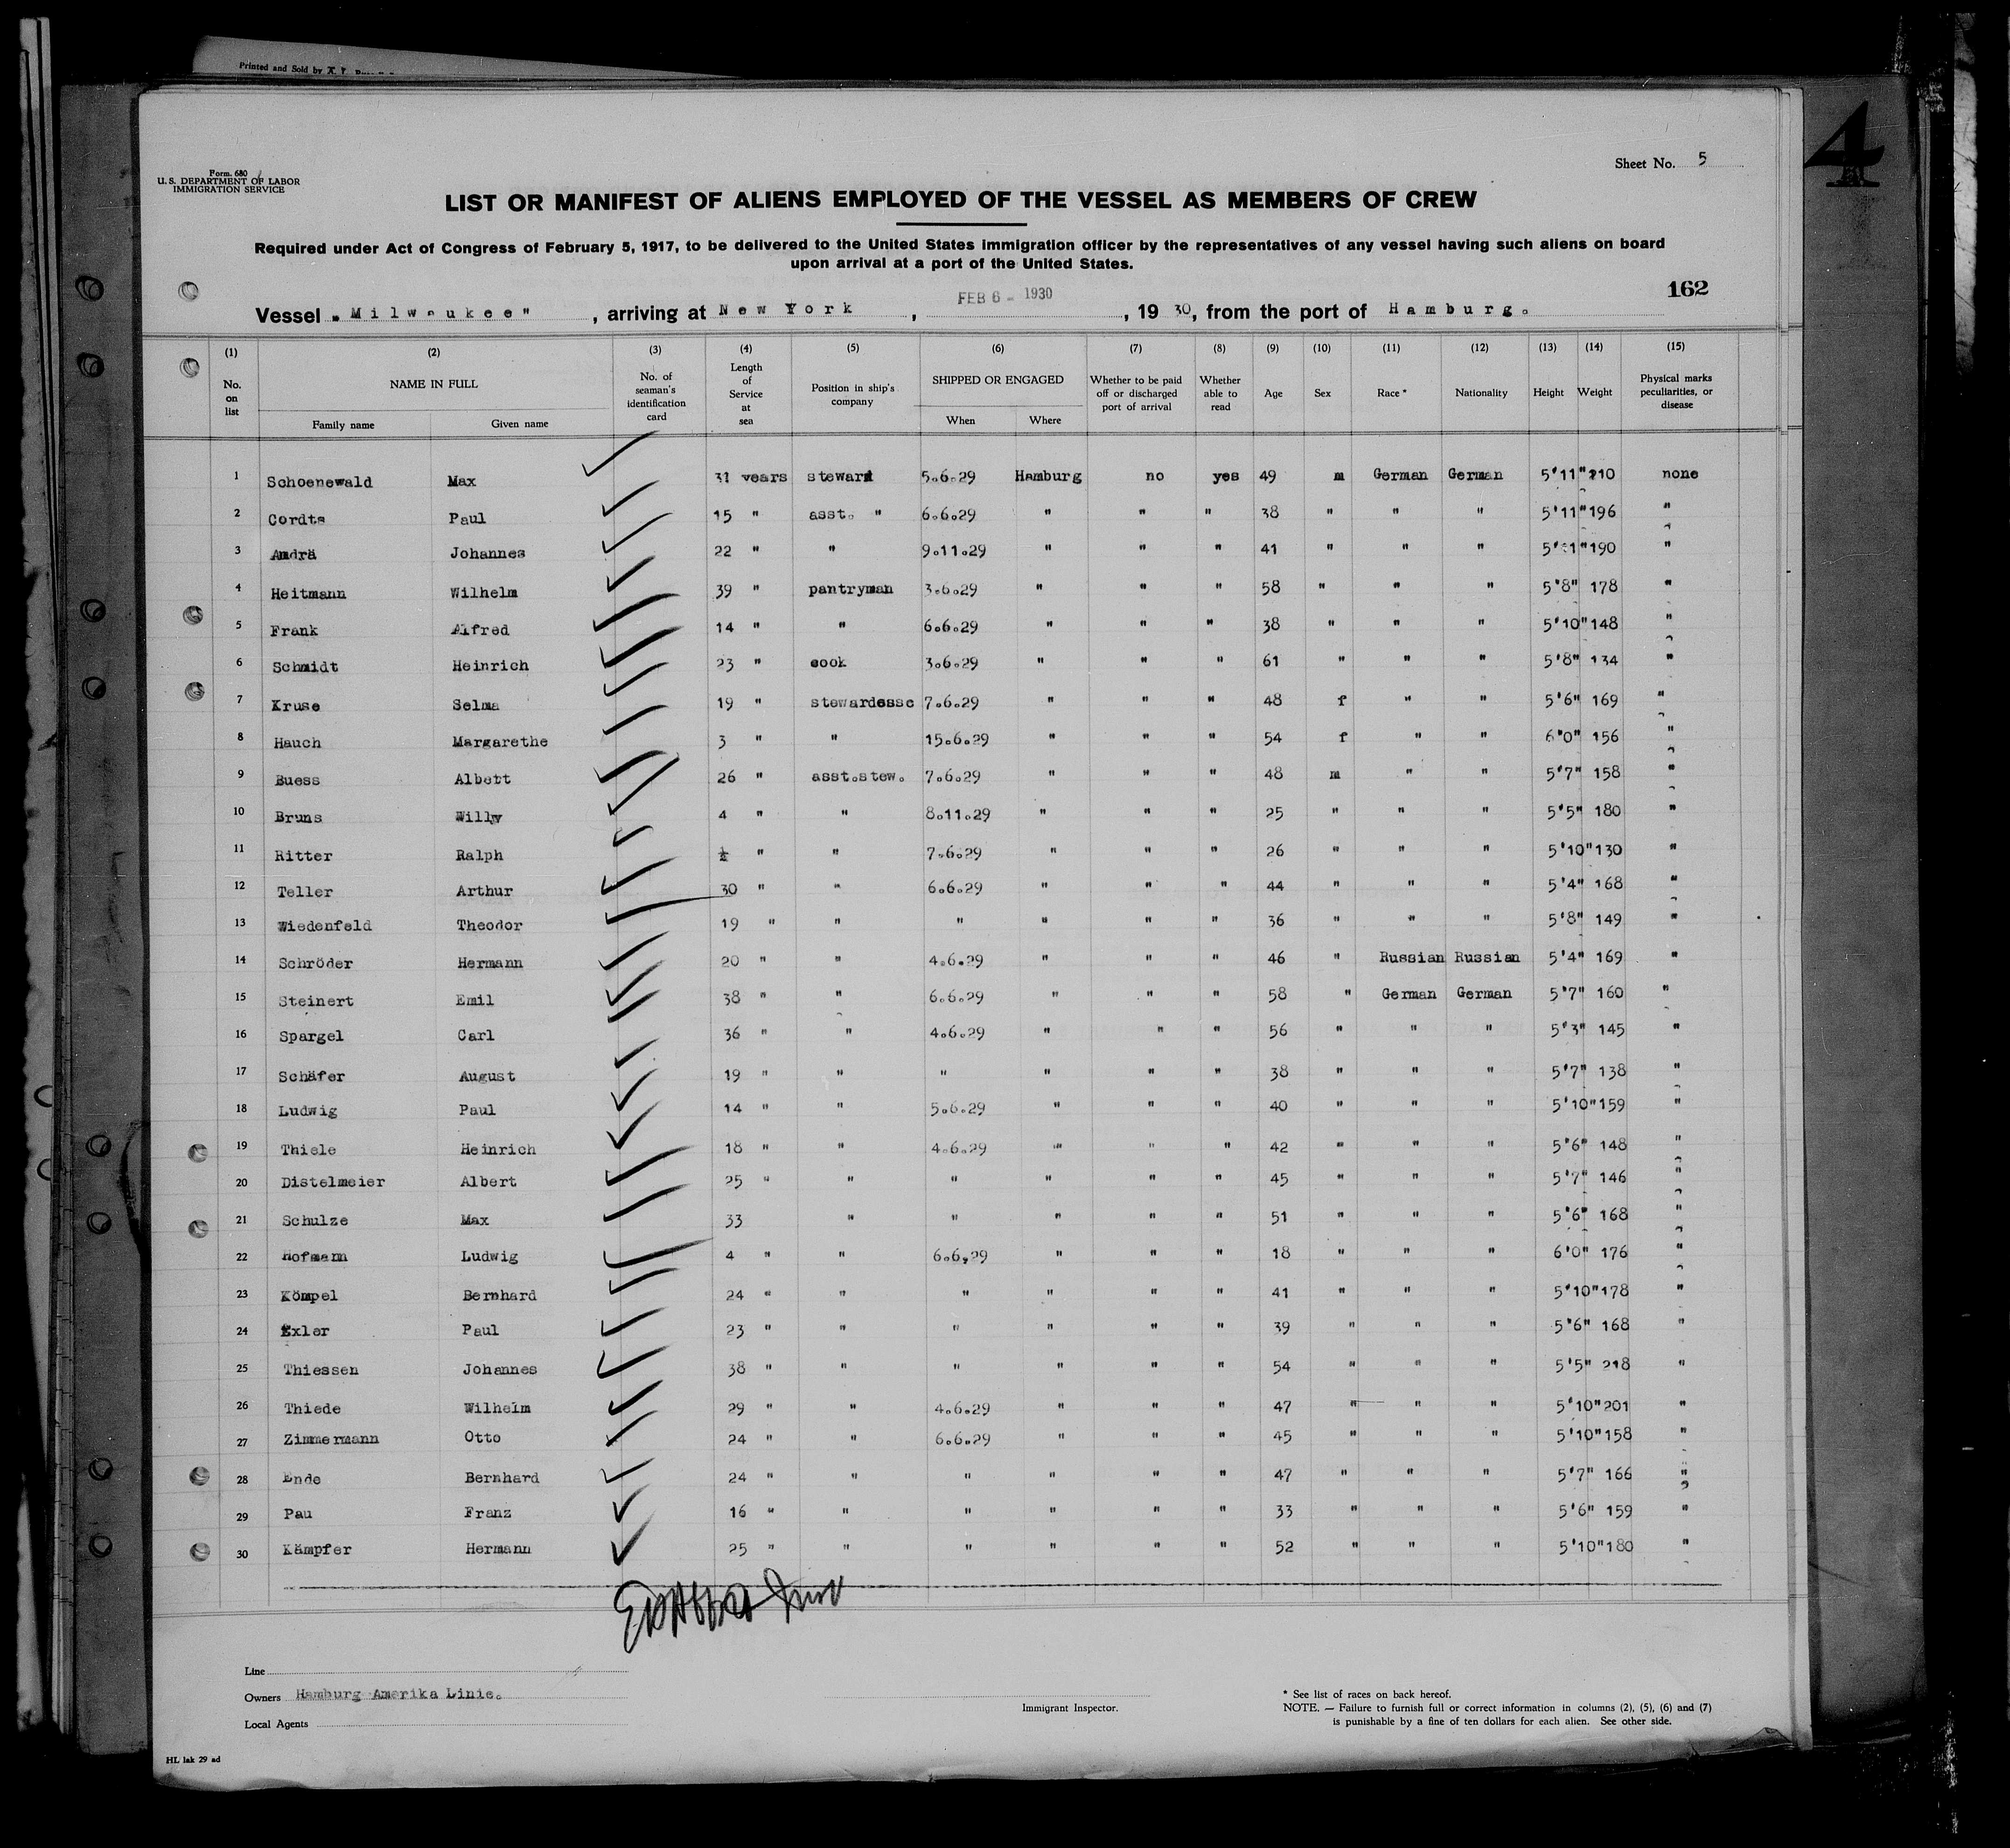 Printed and Sold by
4
Form. 680
U. S. DEPARTMENT OF LABOR
IMMIGRATION SERVICE
Sheet No. 5
LIST OR MANIFEST OF ALIENS EMPLOYED OF THE VESSEL AS MEMBERS OF CREW
Required under Act of Congress of February 5, 1917, to be delivered to the United States immigration officer by the representatives of any vessel having such aliens on board
upon arrival at a port of the United States.
162
FEB 6 - 1930
Vessel „Milwaukee", arriving at New York, , 1930, from the port of Hamburg.
(1) (2) (3) (4) (5) (6) (7) (8) (9) (10) (11) (12) (13) (14) (15)
No. on list NAME IN FULL Family name Given name No. of seaman's identification card Length of Service at sea Position in ship's company SHIPPED OR ENGAGED When Where Whether to be paid off or discharged port of arrival Whether able to read Age Sex Race * Nationality Height Weight Physical marks peculiarities, or disease
1 Schoenewald Max 31 years steward 5.6.29 Hamburg no yes 49 m German German 5'11" 210 none
2 Cordts Paul 15 " asst. " 6.6.29 " " " 38 " " " 5'11" 196 "
3 Andrä Johannes 22 " " 9.11.29 " " " 41 " " " 5'11" 190 "
4 Heitmann Wilhelm 39 " pantryman 3.6.29 " " " 58 " " " 5'8" 178 "
5 Frank Alfred 14 " " 6.6.29 " " " 38 " " " 5'10" 148 "
6 Schmidt Heinrich 23 " cook 3.6.29 " " " 61 " " " 5'8" 134 "
7 Kruse Selma 19 " stewardess 7.6.29 " " " 48 f " " 5'6" 169 "
8 Hauch Margarethe 3 " " 15.6.29 " " " 54 f " " 6'0" 156 "
9 Buess Albett 26 " asst.stew. 7.6.29 " " " 48 m " " 5'7" 158 "
10 Bruns Willy 4 " " 8.11.29 " " " 25 " " " 5'5" 180 "
11 Ritter Ralph ½ " " 7.6.29 " " " 26 " " " 5'10" 130 "
12 Teller Arthur 30 " " 6.6.29 " " " 44 " " " 5'4" 168 "
13 Wiedenfeld Theodor 19 " " " " " " 36 " " " 5'8" 149 "
14 Schröder Hermann 20 " " 4.6.29 " " " 46 " Russian Russian 5'4" 169 "
15 Steinert Emil 38 " " 6.6.29 " " " 58 " German German 5'7" 160 "
16 Spargel Carl 36 " " 4.6.29 " " " 56 " " " 5'3" 145 "
17 Schäfer August 19 " " " " " " 38 " " " 5'7" 138 "
18 Ludwig Paul 14 " " 5.6.29 " " " 40 " " " 5'10" 159 "
19 Thiele Heinrich 18 " " 4.6.29 " " " 42 " " " 5'6" 148 "
20 Distelmeier Albert 25 " " " " " " 45 " " " 5'7" 146 "
21 Schulze Max 33 " " " " " 51 " " " 5'6" 168 "
22 Hofmann Ludwig 4 " " 6.6.29 " " " 18 " " " 6'0" 176 "
23 Kömpel Bernhard 24 " " " " " " 41 " " " 5'10" 178 "
24 Exler Paul 23 " " " " " " 39 " " " 5'6" 168 "
25 Thiessen Johannes 38 " " " " " " 54 " " " 5'5" 218 "
26 Thiede Wilhelm 29 " " 4.6.29 " " " 47 " " " 5'10" 201 "
27 Zimmermann Otto 24 " " 6.6.29 " " " 45 " " " 5'10" 158 "
28 Ende Bernhard 24 " " " " " " 47 " " " 5'7" 166 "
29 Pau Franz 16 " " " " " " 33 " " " 5'6" 159 "
30 Kämpfer Hermann 25 " " " " " " 52 " " " 5'10" 180 "
Line
Owners Hamburg Amerika Linie.
Local Agents
Immigrant Inspector.
* See list of races on back hereof.
NOTE. — Failure to furnish full or correct information in columns (2), (5), (6) and (7)
is punishable by a fine of ten dollars for each alien. See other side.
HL lak 29 ad